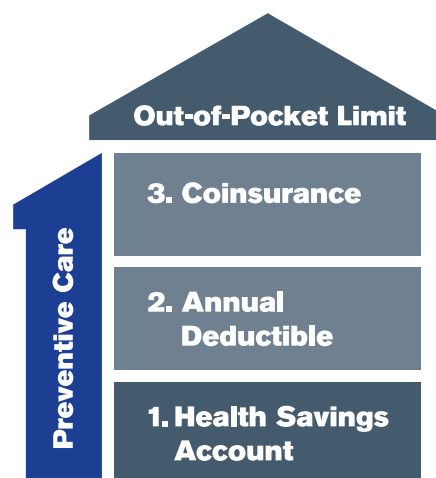 Out-of-Pocket Limit
3. Coinsurance
2. Annual
Deductible
1. Health Savings
Account
Preventive Care